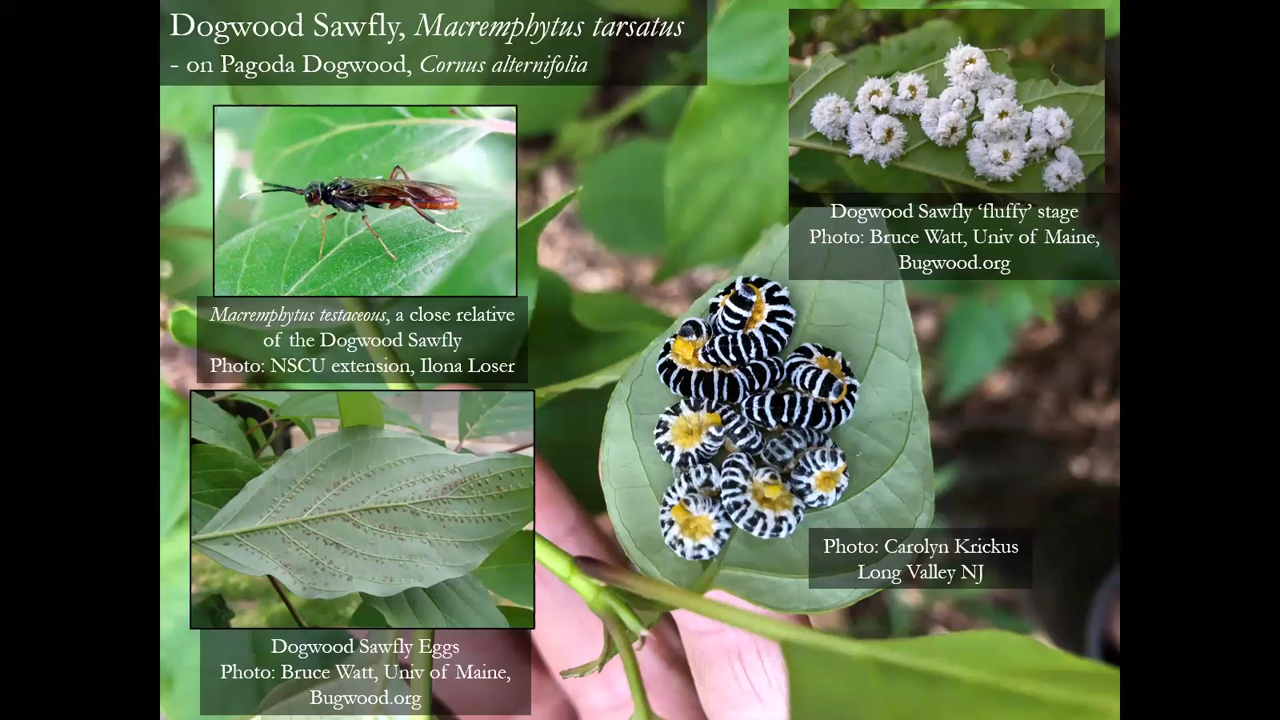 Dogwood Sawfly, Macremphytus tarsatus
- on Pagoda Dogwood, Cornus alternifolia
Macremphytus testaceous, a close relative
of the Dogwood Sawfly
Photo: NSCU extension, Ilona Loser
Dogwood Sawfly Eggs
Photo: Bruce Watt, Univ of Maine,
Bugwood.org
Dogwood Sawfly ‘fluffy’ stage
Photo: Bruce Watt, Univ of Maine,
Bugwood.org
Photo: Carolyn Krickus
Long Valley NJ